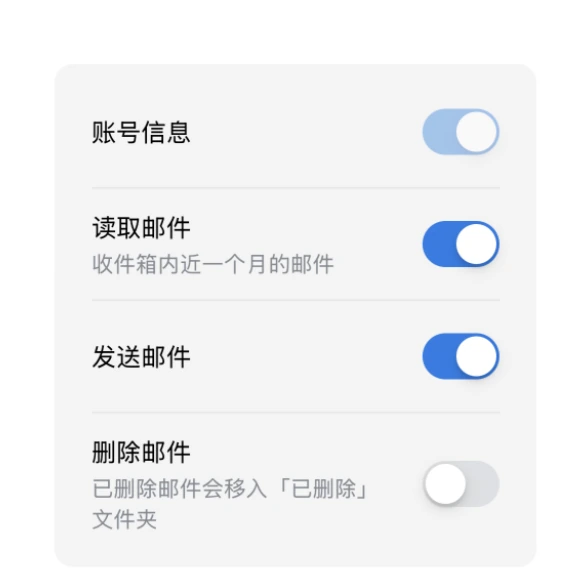 账号信息
读取邮件
收件箱内近一个月的邮件
发送邮件
删除邮件
已删除邮件会移入「已删除」
文件夹